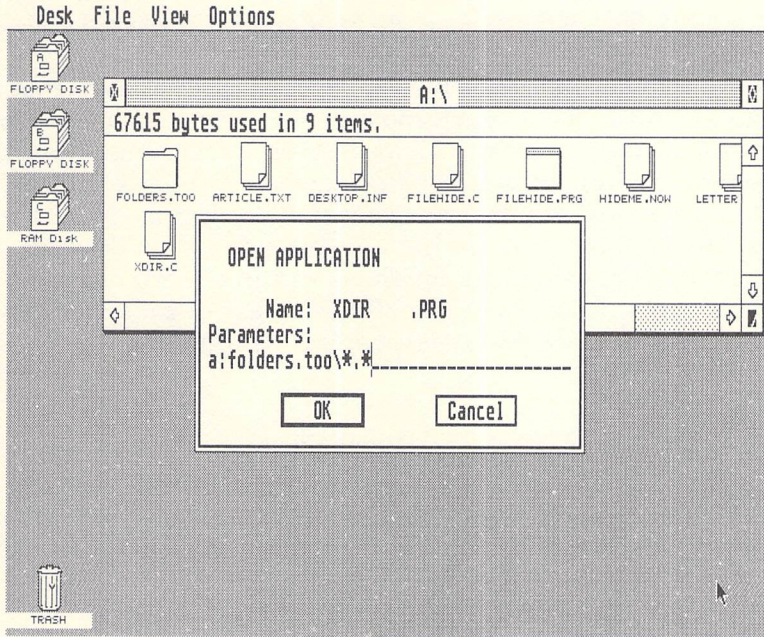 Desk File View Options
A
FLOPPY DISK
B
FLOPPY DISK
C
RAM Disk
A:\
67615 bytes used in 9 items.
FOLDERS.TOO ARTICLE.TXT DESKTOP.INF FILEHIDE.C FILEHIDE.PRG HIDEME.NOW LETTER
XDIR.C
OPEN APPLICATION
Name: XDIR .PRG
Parameters:
a:folders.too\*.*
OK Cancel
TRASH